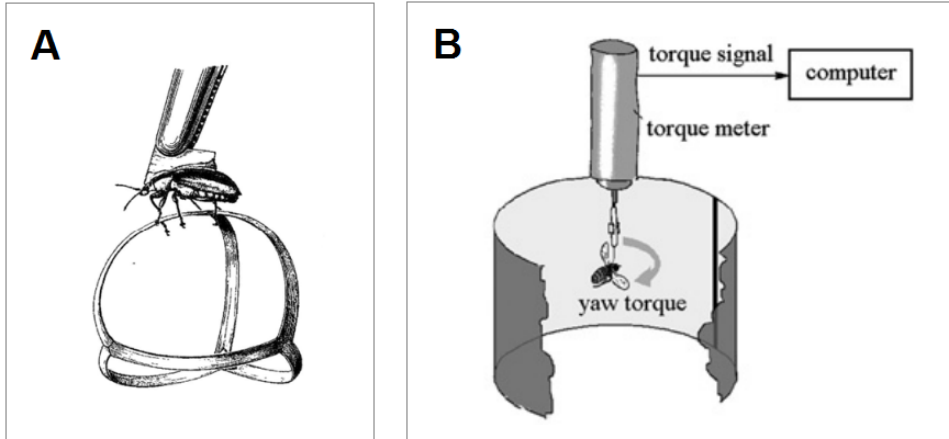 A
B
torque signal
computer
torque meter
yaw torque